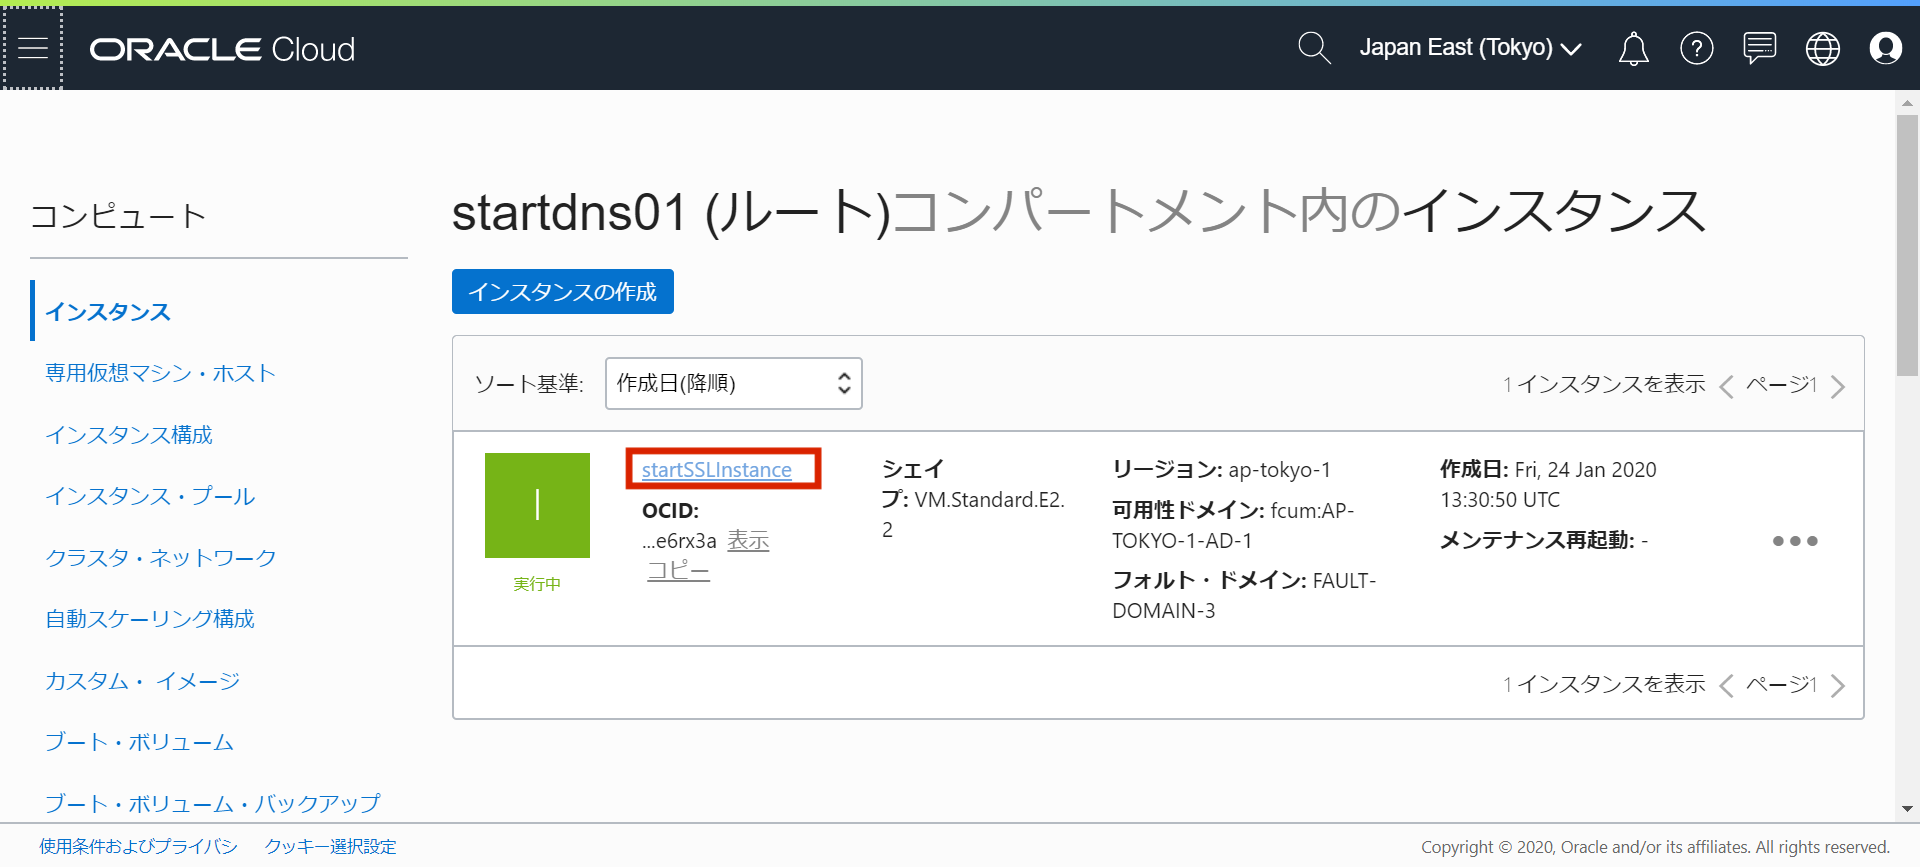 ORACLE Cloud
Japan East (Tokyo)
コンピュート
インスタンス
専用仮想マシン・ホスト
インスタンス構成
インスタンス・プール
クラスタ・ネットワーク
自動スケーリング構成
カスタム・ イメージ
ブート・ボリューム
ブート・ボリューム・バックアップ
startdns01 (ルート)コンパートメント内のインスタンス
インスタンスの作成
ソート基準: 作成日(降順)
1 インスタンスを表示 ページ1
I
実行中
startSSLInstance
OCID:
...e6rx3a 表示
コピー
シェイ
プ: VM.Standard.E2.
2
リージョン: ap-tokyo-1
可用性ドメイン: fcum:AP-
TOKYO-1-AD-1
フォルト・ドメイン: FAULT-
DOMAIN-3
作成日: Fri, 24 Jan 2020
13:30:50 UTC
メンテナンス再起動: -
1 インスタンスを表示 ページ1
使用条件およびプライバシ クッキー選択設定
Copyright © 2020, Oracle and/or its affiliates. All rights reserved.